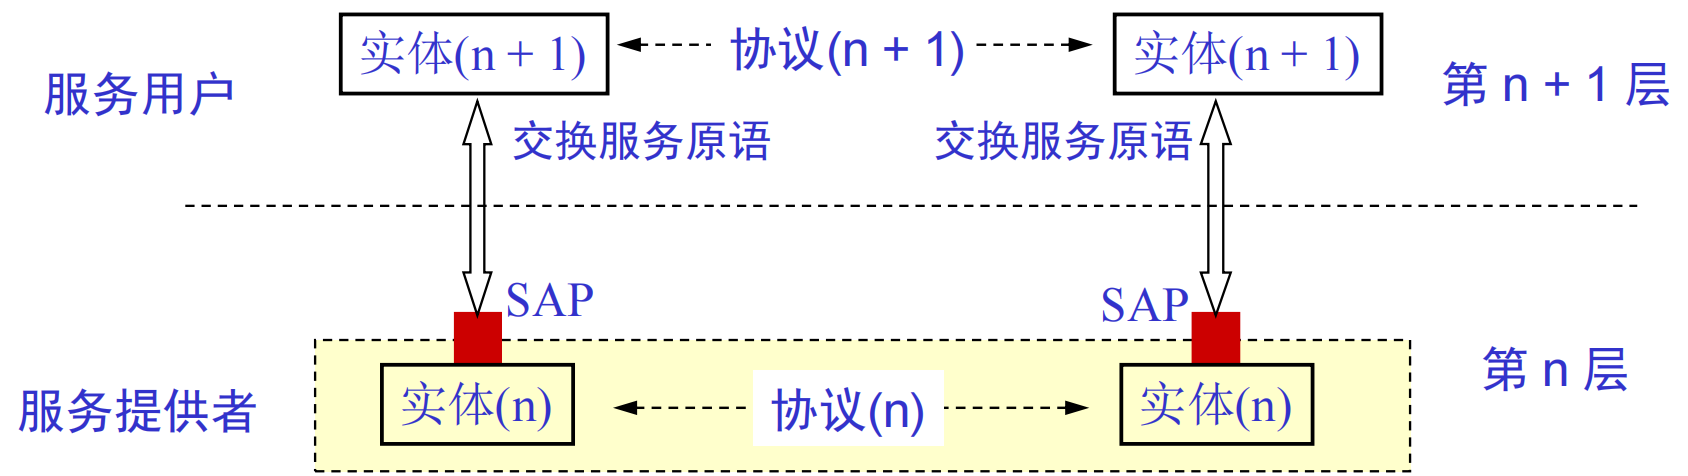 实体(n + 1)
协议(n + 1)
实体(n + 1)
服务用户
第 n + 1 层
交换服务原语
交换服务原语
SAP
SAP
服务提供者
实体(n)
协议(n)
实体(n)
第 n 层